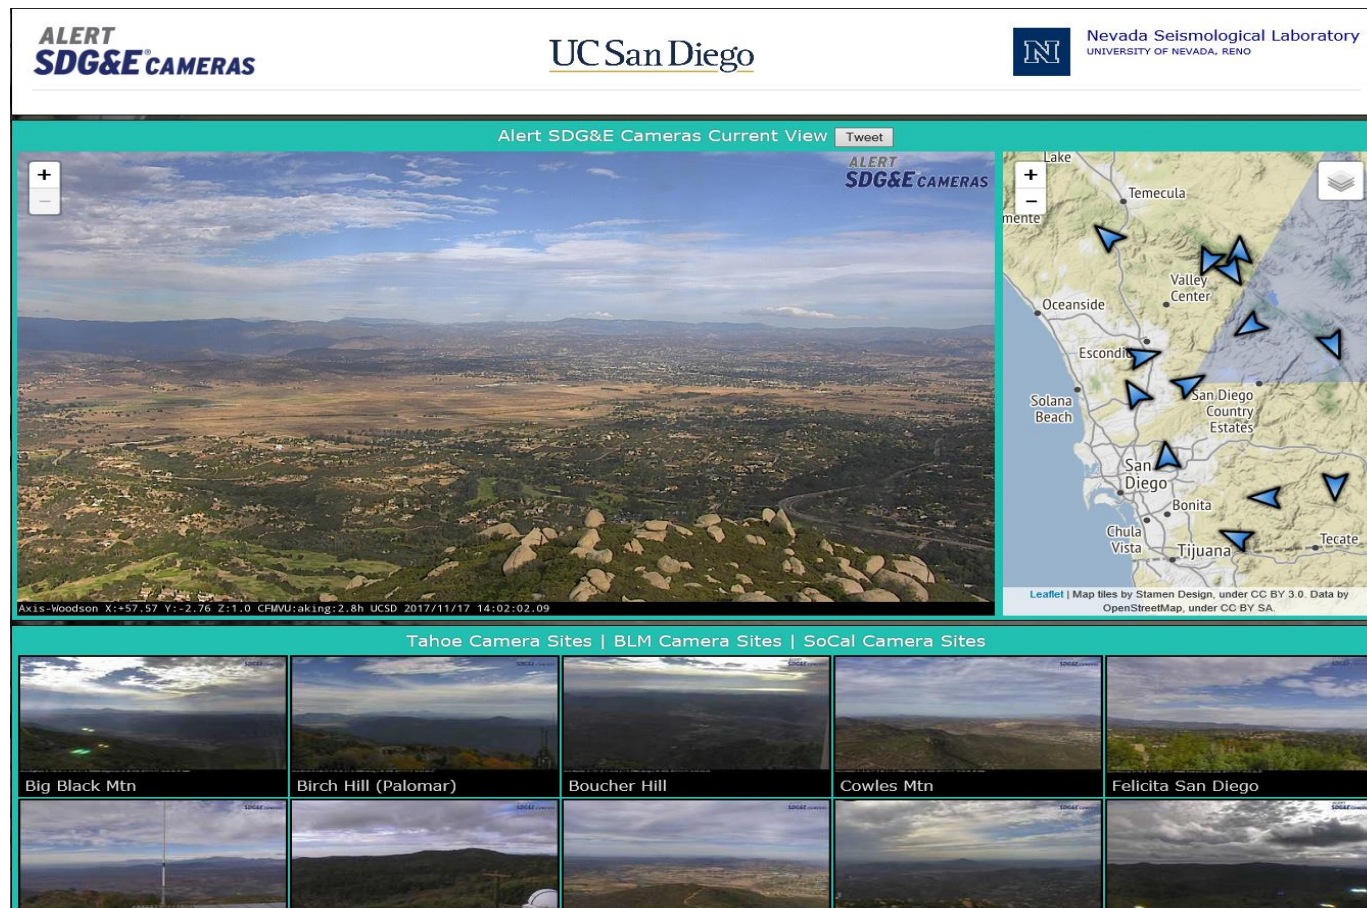 ALERT
SDG&E® CAMERAS
UC San Diego
N
Nevada Seismological Laboratory
UNIVERSITY OF NEVADA, RENO
Alert SDG&E Cameras Current View Tweet
+
−
ALERT
SDG&E CAMERAS
Axis-Woodson X:+57.57 Y:-2.76 Z:1.0 CFMVU:aking:2.8h UCSD 2017/11/17 14:02:02.09
+
−
Lake
Temecula
mente
Valley
Center
Oceanside
Escondi
Solana
Beach
San Diego
Country
Estates
San
Diego
Bonita
Chula
Vista
Tijuana
Tecate
Leaflet | Map tiles by Stamen Design, under CC BY 3.0. Data by
OpenStreetMap, under CC BY SA.
Tahoe Camera Sites | BLM Camera Sites | SoCal Camera Sites
Big Black Mtn
Birch Hill (Palomar)
Boucher Hill
Cowles Mtn
Felicita San Diego